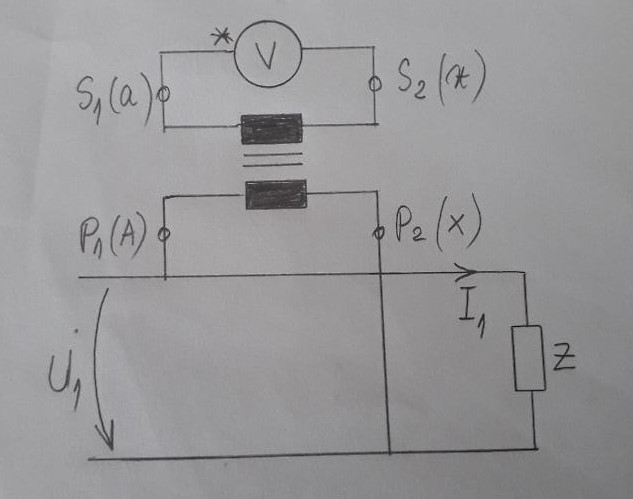 *
V
S₁(a)
S₂(x)
P₁(A)
P₂(x)
I₁
U₁
Z